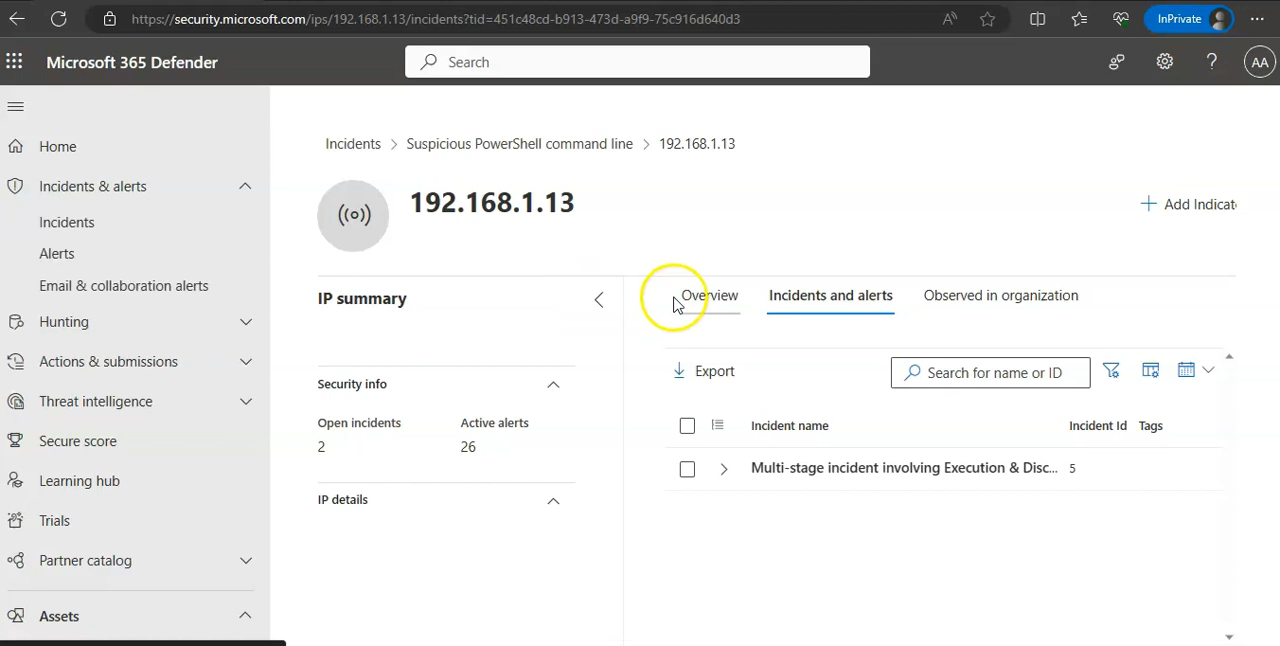 https://security.microsoft.com/ips/192.168.1.13/incidents?tid=451c48cd-b913-473d-a9f9-75c916d640d3
InPrivate
Microsoft 365 Defender
Search
AA
Home
Incidents & alerts
Incidents
Alerts
Email & collaboration alerts
Hunting
Actions & submissions
Threat intelligence
Secure score
Learning hub
Trials
Partner catalog
Assets
Incidents > Suspicious PowerShell command line > 192.168.1.13
192.168.1.13
Add Indicat
IP summary
Security info
Open incidents Active alerts
2 26
IP details
Overview Incidents and alerts Observed in organization
Export Search for name or ID
Incident name Incident Id Tags
Multi-stage incident involving Execution & Disc... 5